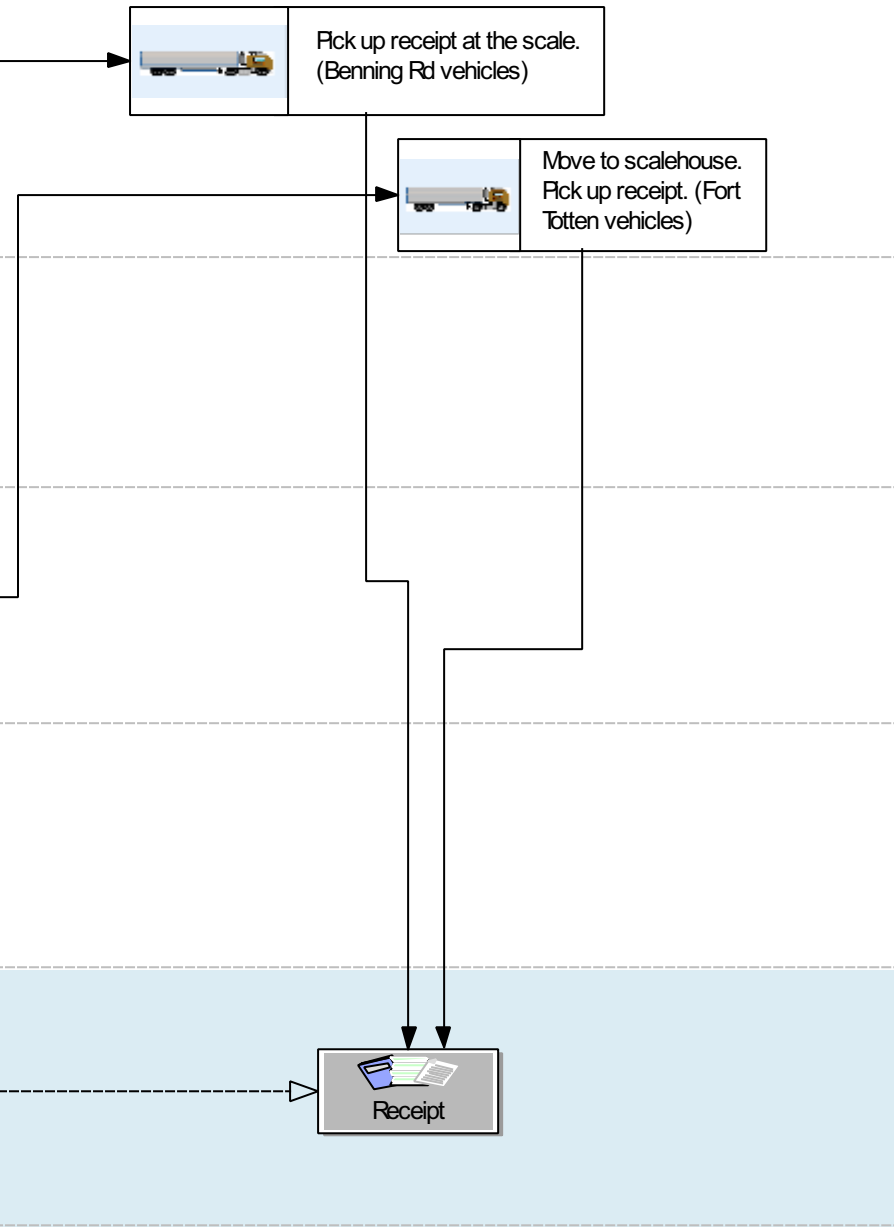 Pick up receipt at the scale.
(Benning Rd vehicles)
Move to scalehouse.
Pick up receipt. (Fort
Totten vehicles)
Receipt